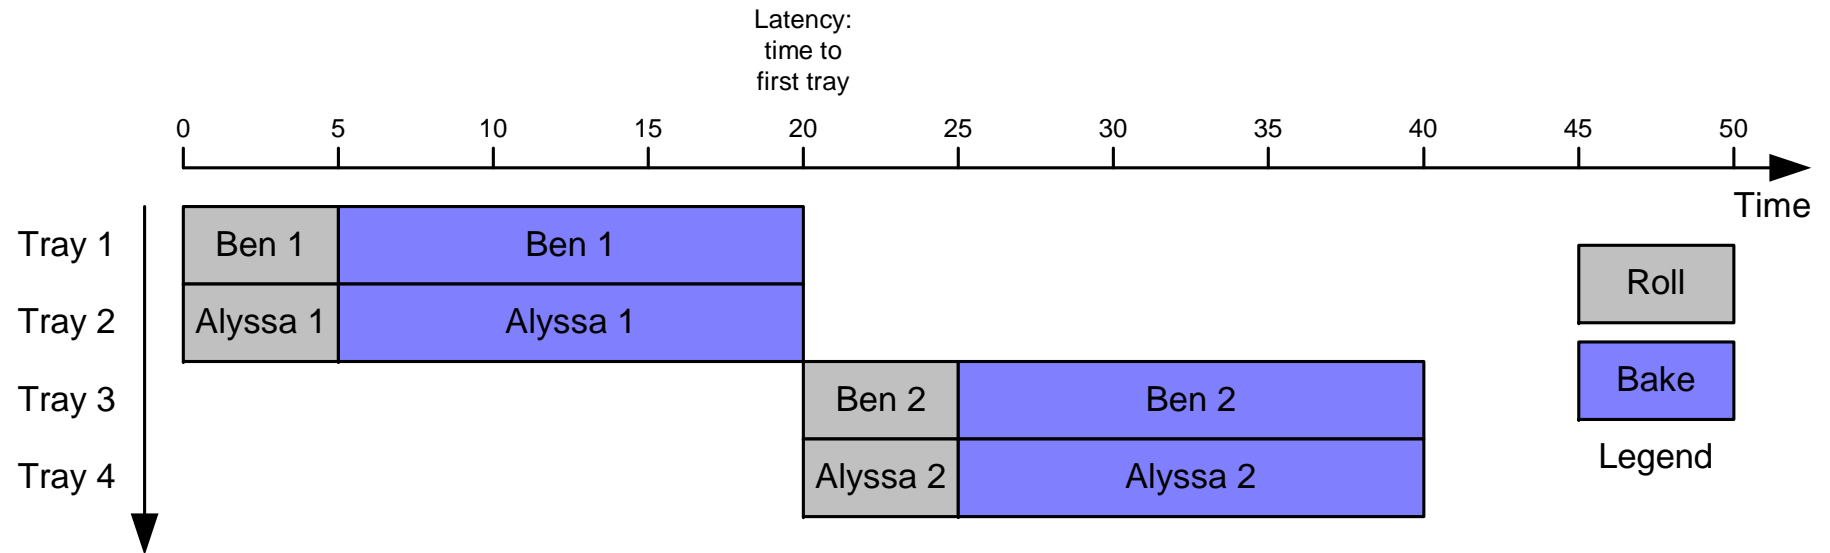 Latency:
time to
first tray
0 5 10 15 20 25 30 35 40 45 50
Time
Tray 1 Ben 1 Ben 1
Roll
Tray 2 Alyssa 1 Alyssa 1
Tray 3 Ben 2 Ben 2
Bake
Tray 4 Alyssa 2 Alyssa 2
Legend